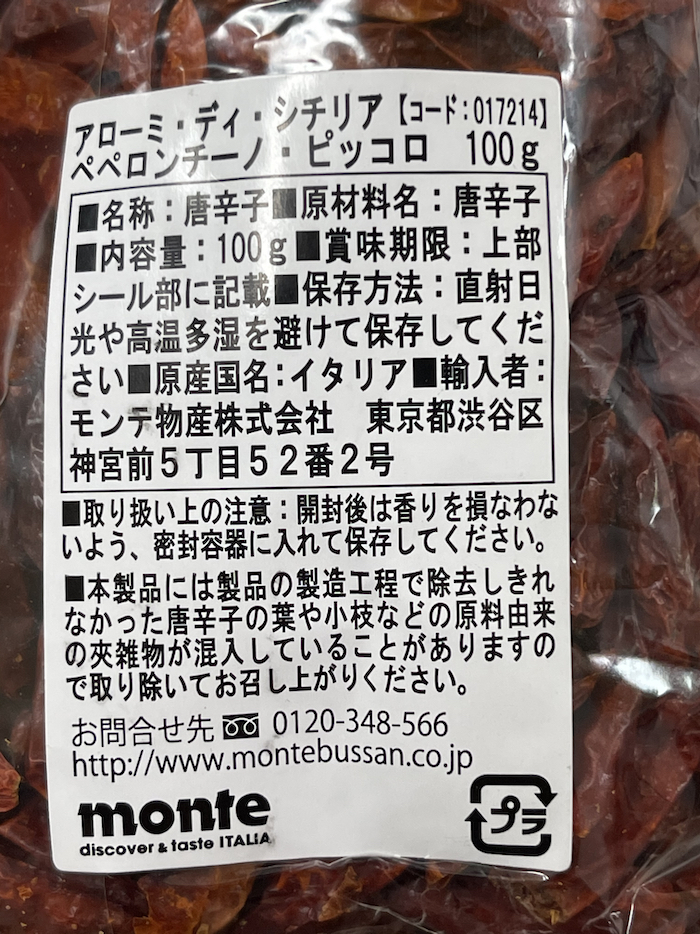 アローミ・ディ・シチリア【コード:017214】
ペペロンチーノ・ピッコロ 100g
■名称:唐辛子■原材料名:唐辛子
■内容量:100g■賞味期限:上部
シール部に記載■保存方法:直射日
光や高温多湿を避けて保存してくだ
さい■原産国名:イタリア■輸入者:
モンテ物産株式会社 東京都渋谷区
神宮前5丁目52番2号
■取り扱い上の注意:開封後は香りを損なわな
いよう、密封容器に入れて保存してください。
■本製品には製品の製造工程で除去しきれ
なかった唐辛子の葉や小枝などの原料由来
の夾雑物が混入していることがありますの
で取り除いてお召し上がりください。
お問合せ先 0120-348-566
http://www.montebussan.co.jp
monte
discover & taste ITALIA
プラ